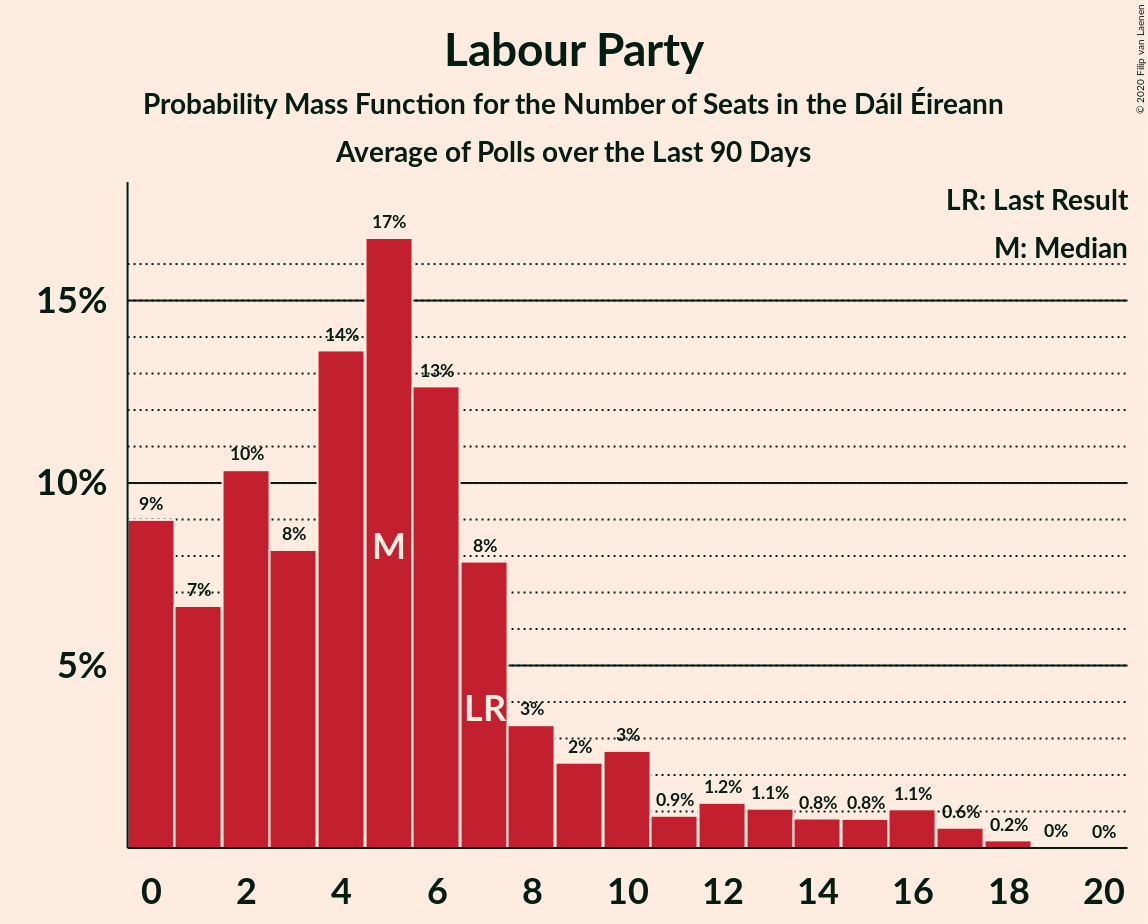 Labour Party
Probability Mass Function for the Number of Seats in the Dáil Éireann
Average of Polls over the Last 90 Days
© 2020 Filip van Laenen
LR: Last Result
M: Median
17%
15%
14%
13%
10%
10%
9%
8%
M
8%
7%
5%
LR
3%
2%
3%
0.9%
1.2%
1.1%
0.8%
0.8%
1.1%
0.6%
0.2%
0%
0%
0 2 4 6 8 10 12 14 16 18 20